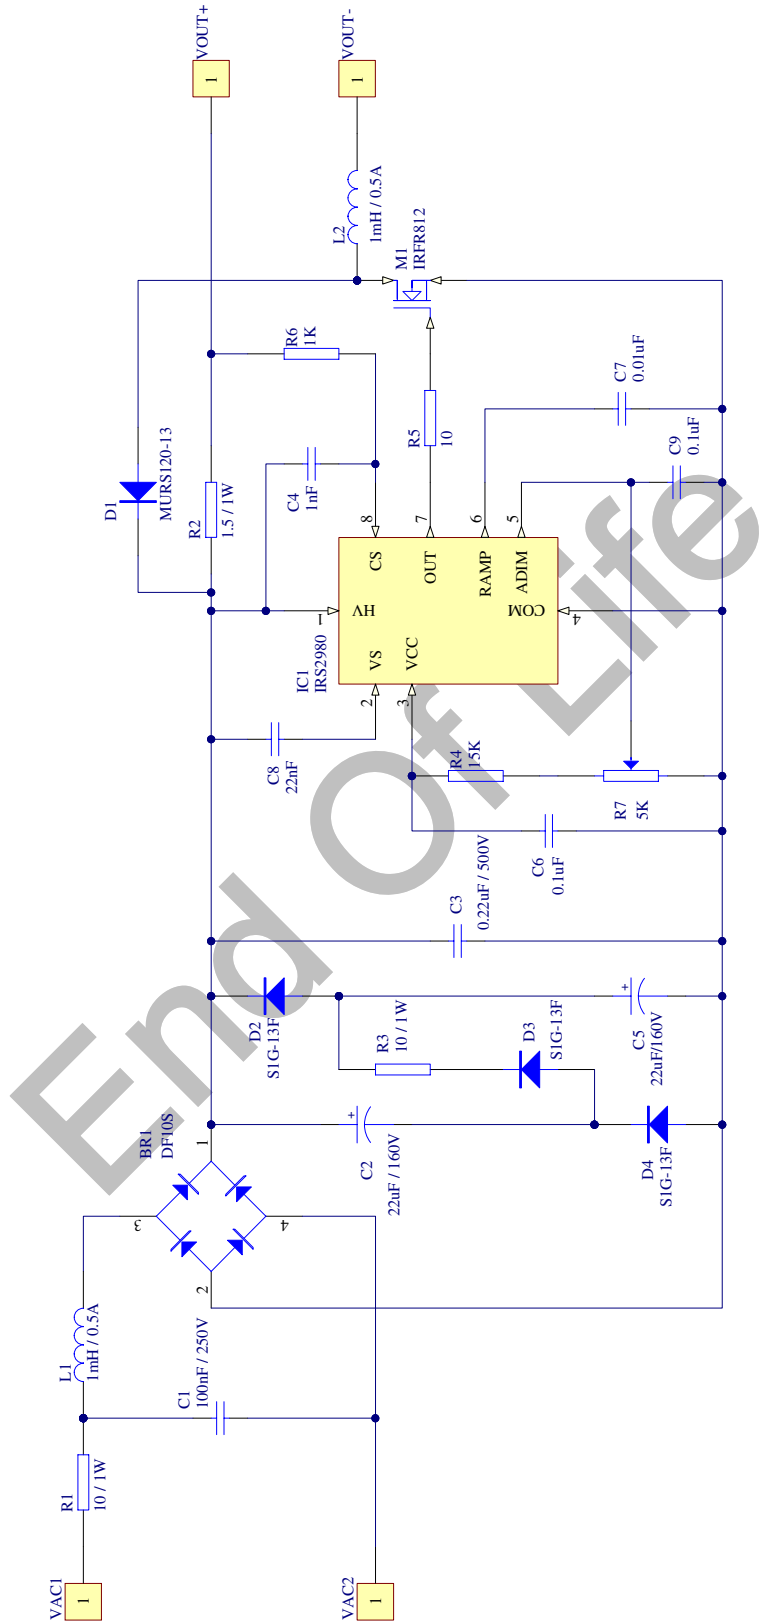 VAC1
1
VAC2
1
R1
10 / 1W
L1
1mH / 0.5A
C1
100nF / 250V
BR1
DF10S
1
2
3
4
C2
22uF / 160V
D2
S1G-13F
R3
10 / 1W
D3
S1G-13F
D4
S1G-13F
C5
22uF/160V
+
+
C3
0.22uF / 500V
C6
0.1uF
R4
15K
R7
5K
C8
22nF
IC1
IRS2980
HV
VS
VCC
COM
ADIM
RAMP
OUT
CS
1
2
3
4
5
6
7
8
D1
MURS120-13
R2
1.5 / 1W
C4
1nF
R6
1K
R5
10
M1
IRFR812
C7
0.01uF
C9
0.1uF
L2
1mH / 0.5A
VOUT+
1
VOUT-
1
End Of Life